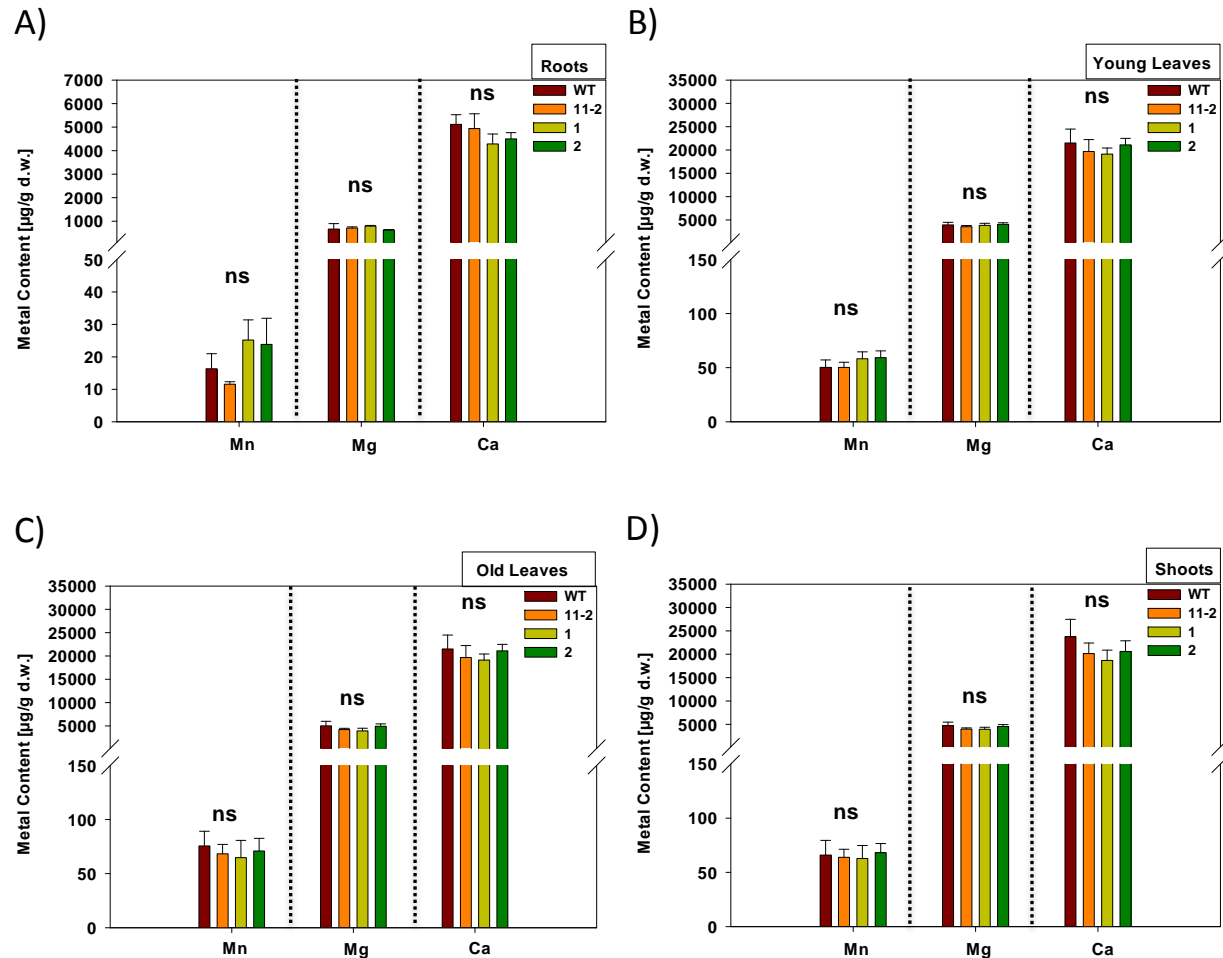 A)
Roots
WT
11-2
1
2
7000
6000
5000
4000
3000
2000
1000
50
40
30
20
10
0
Metal Content [µg/g d.w.]
ns
ns
ns
Mn
Mg
Ca
B)
Young Leaves
WT
11-2
1
2
35000
30000
25000
20000
15000
10000
5000
150
100
50
0
Metal Content [µg/g d.w.]
ns
ns
ns
Mn
Mg
Ca
C)
Old Leaves
WT
11-2
1
2
35000
30000
25000
20000
15000
10000
5000
150
100
50
0
Metal Content [µg/g d.w.]
ns
ns
ns
Mn
Mg
Ca
D)
Shoots
WT
11-2
1
2
35000
30000
25000
20000
15000
10000
5000
150
100
50
0
Metal Content [µg/g d.w.]
ns
ns
ns
Mn
Mg
Ca